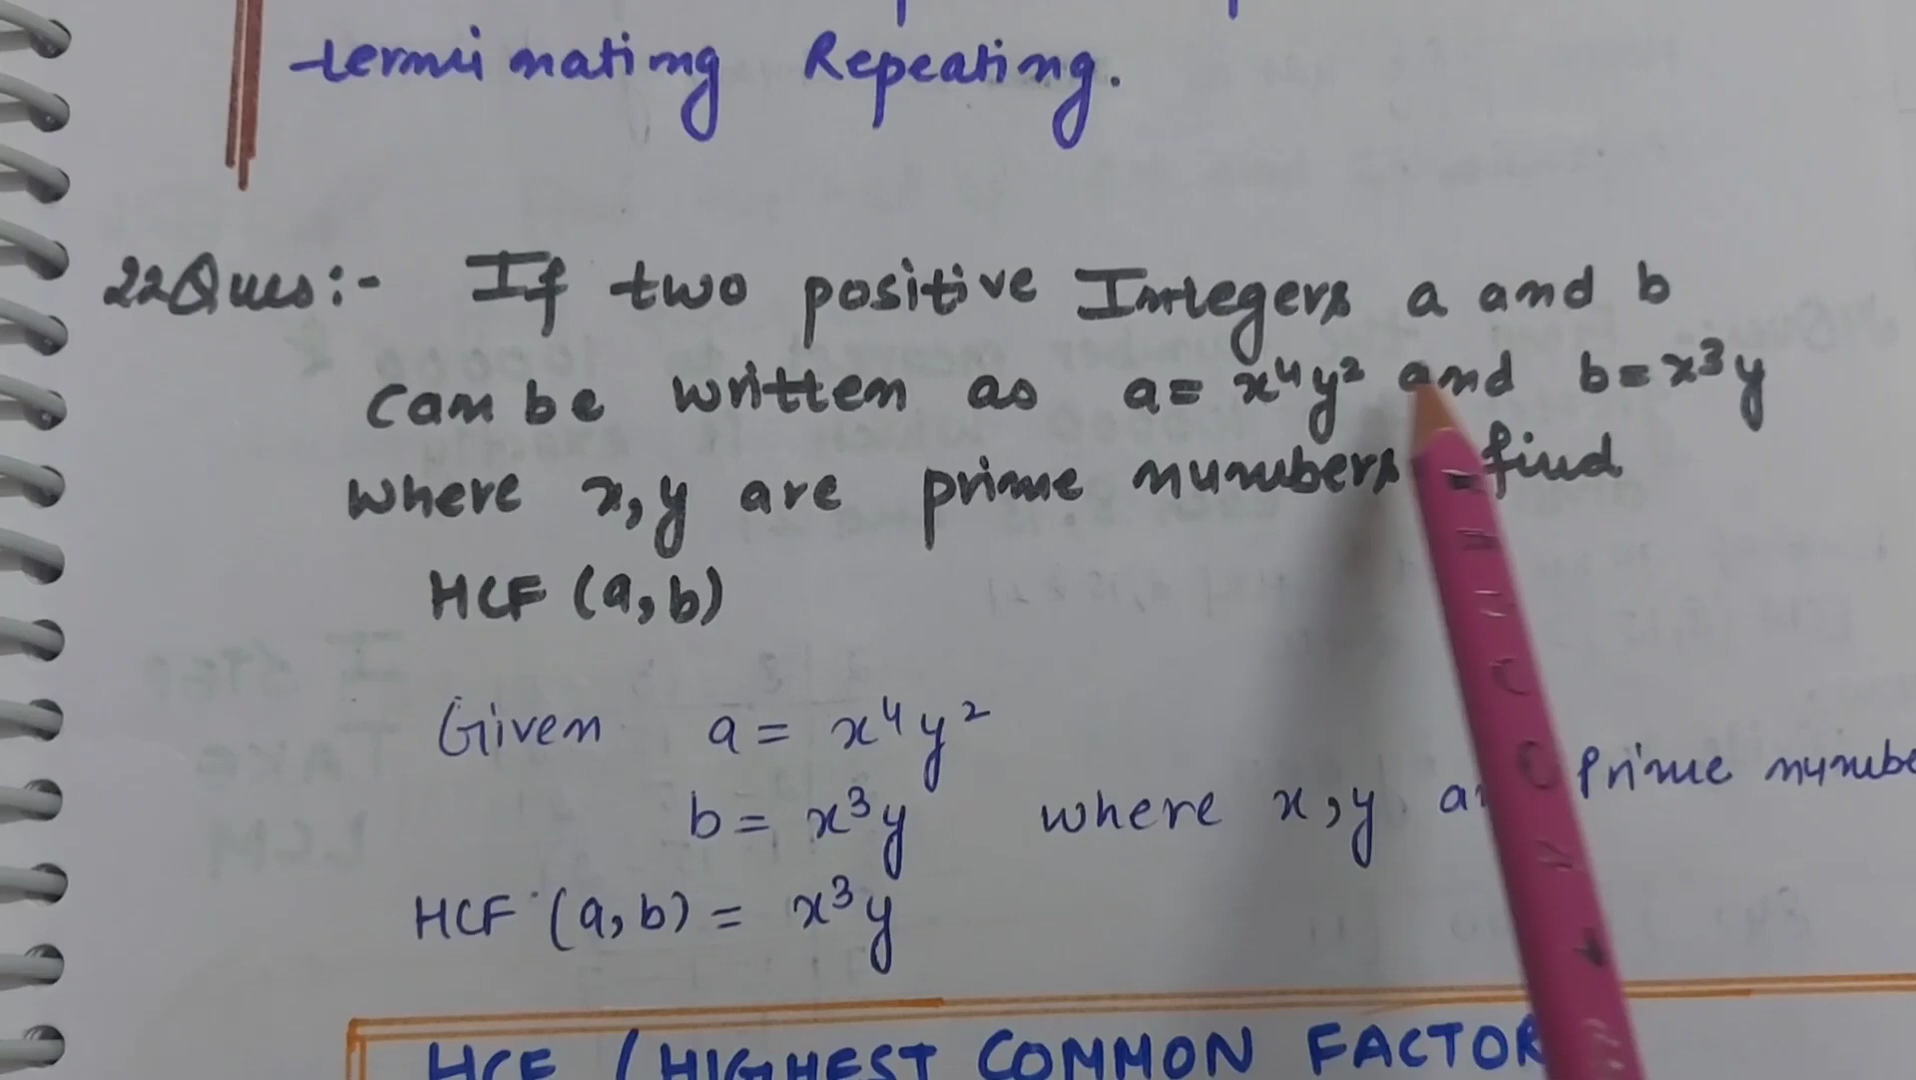 terminating Repeating.
22Ques:- If two positive Integers a and b
can be written as a = x⁴y² and b = x³y
where x, y are prime numbers find
HCF (a, b)
Given a = x⁴y²
b = x³y where x, y Prime
HCF (a, b) = x³y
HCF (HIGHEST COMMON FACTOR